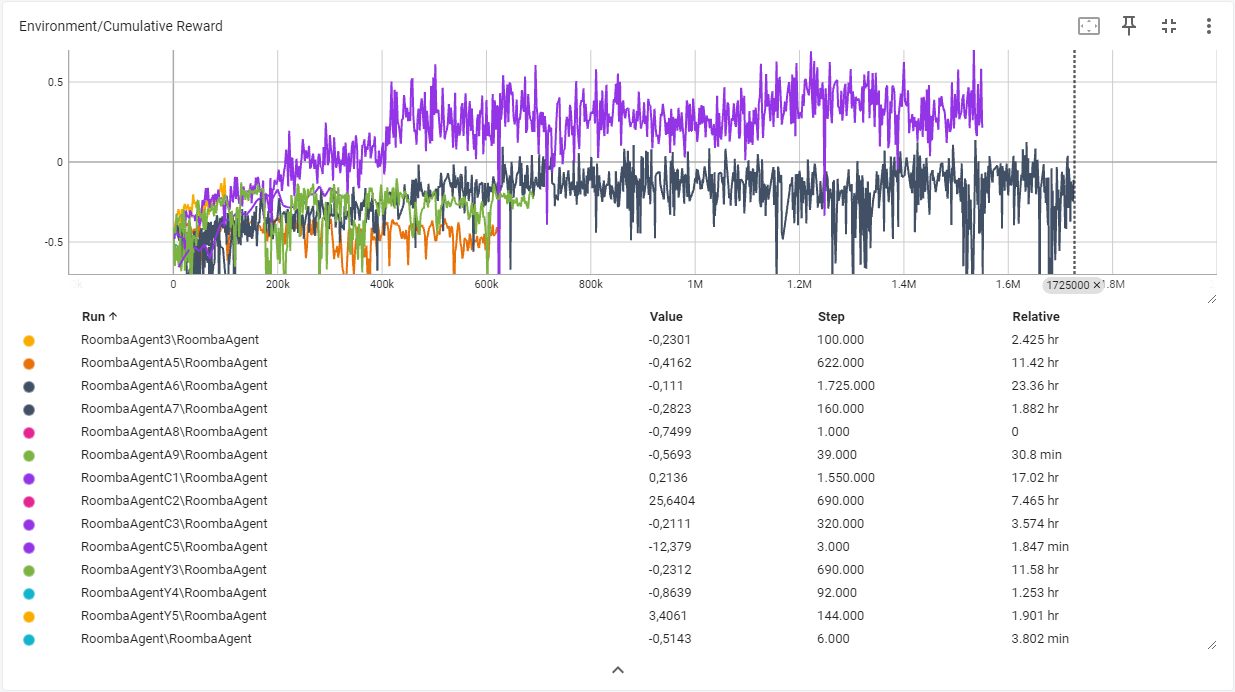 Environment/Cumulative Reward
0.5
0
-0.5
0k 0 200k 400k 600k 800k 1M 1.2M 1.4M 1.6M 1725000 × 1.8M
Run ↑ Value Step Relative
RoombaAgent3\RoombaAgent -0,2301 100.000 2.425 hr
RoombaAgentA5\RoombaAgent -0,4162 622.000 11.42 hr
RoombaAgentA6\RoombaAgent -0,111 1.725.000 23.36 hr
RoombaAgentA7\RoombaAgent -0,2823 160.000 1.882 hr
RoombaAgentA8\RoombaAgent -0,7499 1.000 0
RoombaAgentA9\RoombaAgent -0,5693 39.000 30.8 min
RoombaAgentC1\RoombaAgent 0,2136 1.550.000 17.02 hr
RoombaAgentC2\RoombaAgent 25,6404 690.000 7.465 hr
RoombaAgentC3\RoombaAgent -0,2111 320.000 3.574 hr
RoombaAgentC5\RoombaAgent -12,379 3.000 1.847 min
RoombaAgentY3\RoombaAgent -0,2312 690.000 11.58 hr
RoombaAgentY4\RoombaAgent -0,8639 92.000 1.253 hr
RoombaAgentY5\RoombaAgent 3,4061 144.000 1.901 hr
RoombaAgent\RoombaAgent -0,5143 6.000 3.802 min